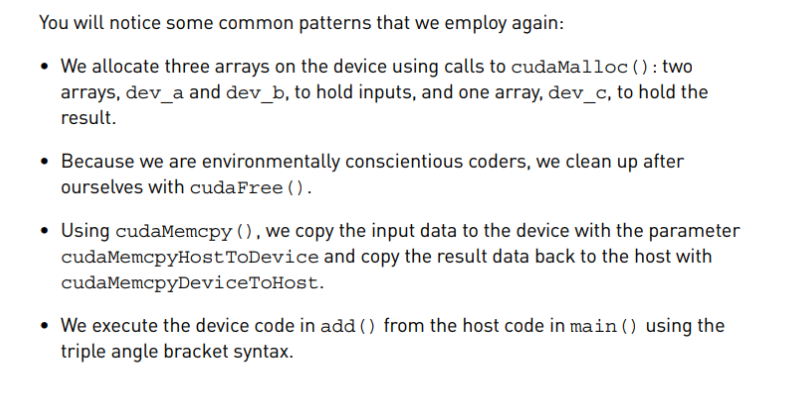 You will notice some common patterns that we employ again:
• We allocate three arrays on the device using calls to cudaMalloc(): two
arrays, dev_a and dev_b, to hold inputs, and one array, dev_c, to hold the
result.
• Because we are environmentally conscientious coders, we clean up after
ourselves with cudaFree().
• Using cudaMemcpy(), we copy the input data to the device with the parameter
cudaMemcpyHostToDevice and copy the result data back to the host with
cudaMemcpyDeviceToHost.
• We execute the device code in add() from the host code in main() using the
triple angle bracket syntax.